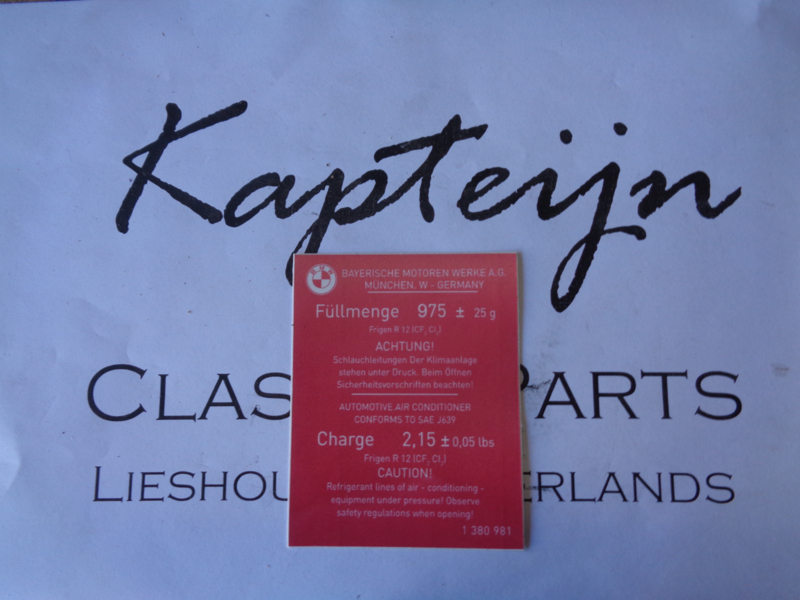 Kapteijn
BMW
BAYERISCHE MOTOREN WERKE A.G.
MÜNCHEN, W - GERMANY
Füllmenge 975 ± 25 g
Frigen R 12 (CF2 Cl2)
ACHTUNG!
Schlauchleitungen Der Klimaanlage
stehen unter Druck. Beim Öffnen
Sicherheitsvorschriften beachten!
AUTOMOTIVE AIR CONDITIONER
CONFORMS TO SAE J639
Charge 2,15 ± 0,05 lbs
Frigen R 12 (CF2 Cl2)
CAUTION!
Refrigerant lines of air - conditioning -
equipment under pressure! Observe
safety regulations when opening!
1 380 981
CLAS PARTS
LIESHOU ERLANDS